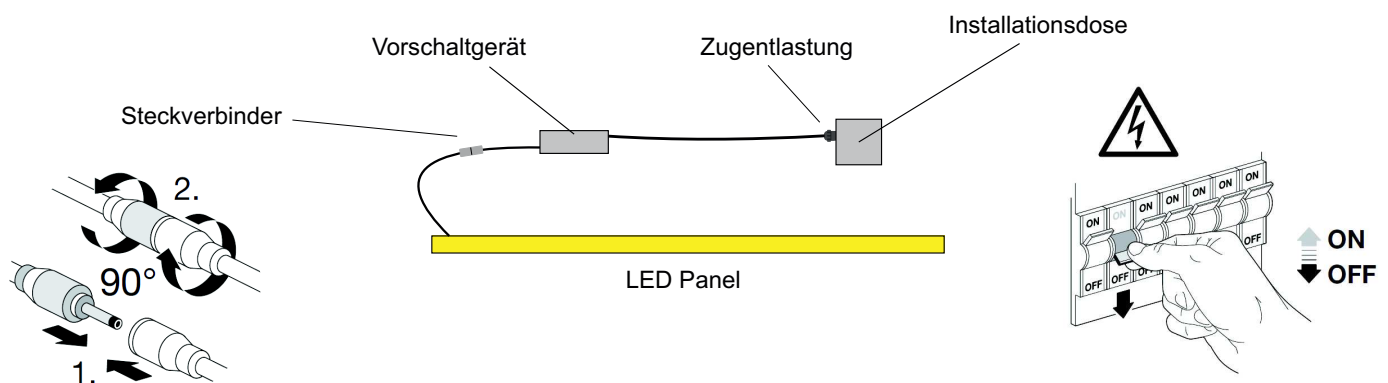 Installationsdose
Vorschaltgerät
Zugentlastung
Steckverbinder
LED Panel
2.
90°
1.
ON ON ON ON ON ON ON
OFF OFF OFF OFF
ON
OFF